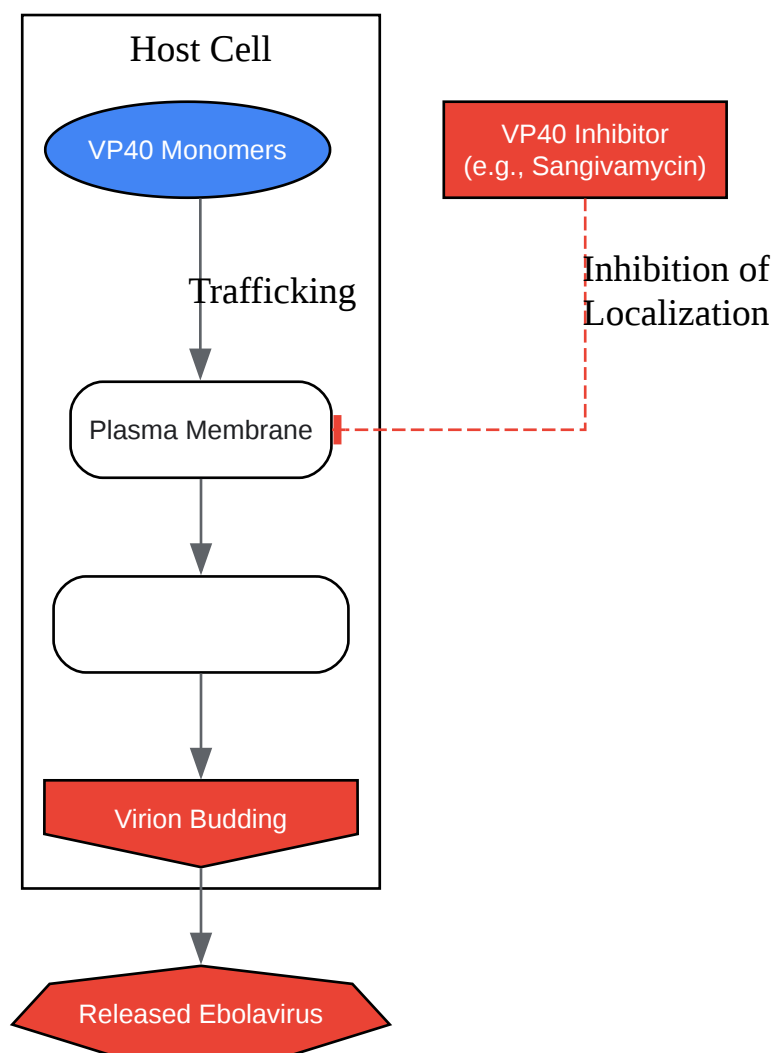 Host Cell
VP40 Monomers
VP40 Inhibitor
(e.g., Sangivamycin)
Trafficking
Inhibition of
Localization
Plasma Membrane
Virion Budding
Released Ebolavirus